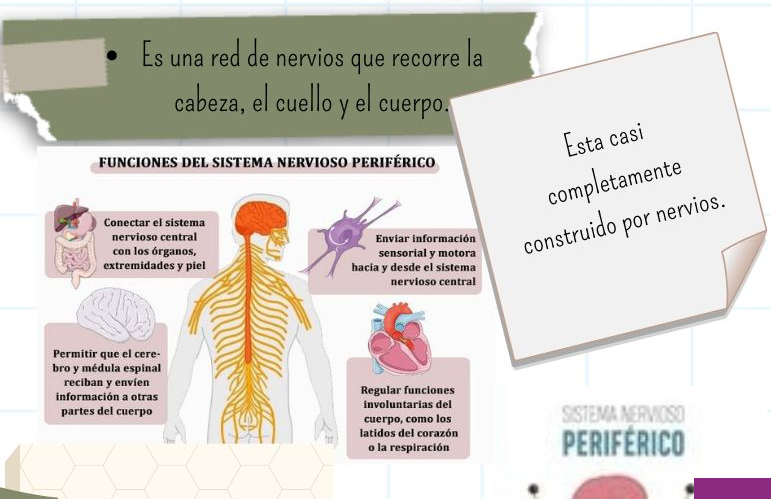 • Es una red de nervios que recorre la
cabeza, el cuello y el cuerpo.
Esta casi
completamente
construido por nervios.
FUNCIONES DEL SISTEMA NERVIOSO PERIFÉRICO
Conectar el sistema
nervioso central
con los órganos,
extremidades y piel
Enviar información
sensorial y motora
hacia y desde el sistema
nervioso central
Permitir que el cere-
bro y médula espinal
reciban y envíen
información a otras
partes del cuerpo
Regular funciones
involuntarias del
cuerpo, como los
latidos del corazón
o la respiración
SISTEMA NERVIOSO
PERIFÉRICO